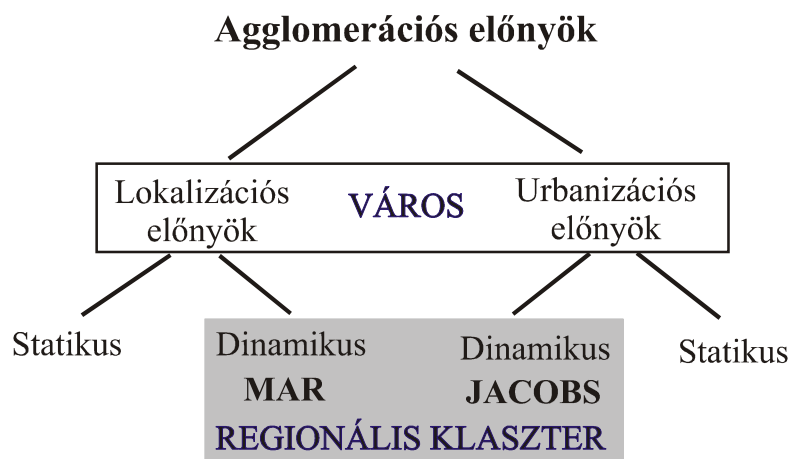 Agglomerációs előnyök
Lokalizációs előnyök
VÁROS
Urbanizációs előnyök
Statikus
Dinamikus
MAR
Dinamikus
JACOBS
Statikus
REGIONÁLIS KLASZTER